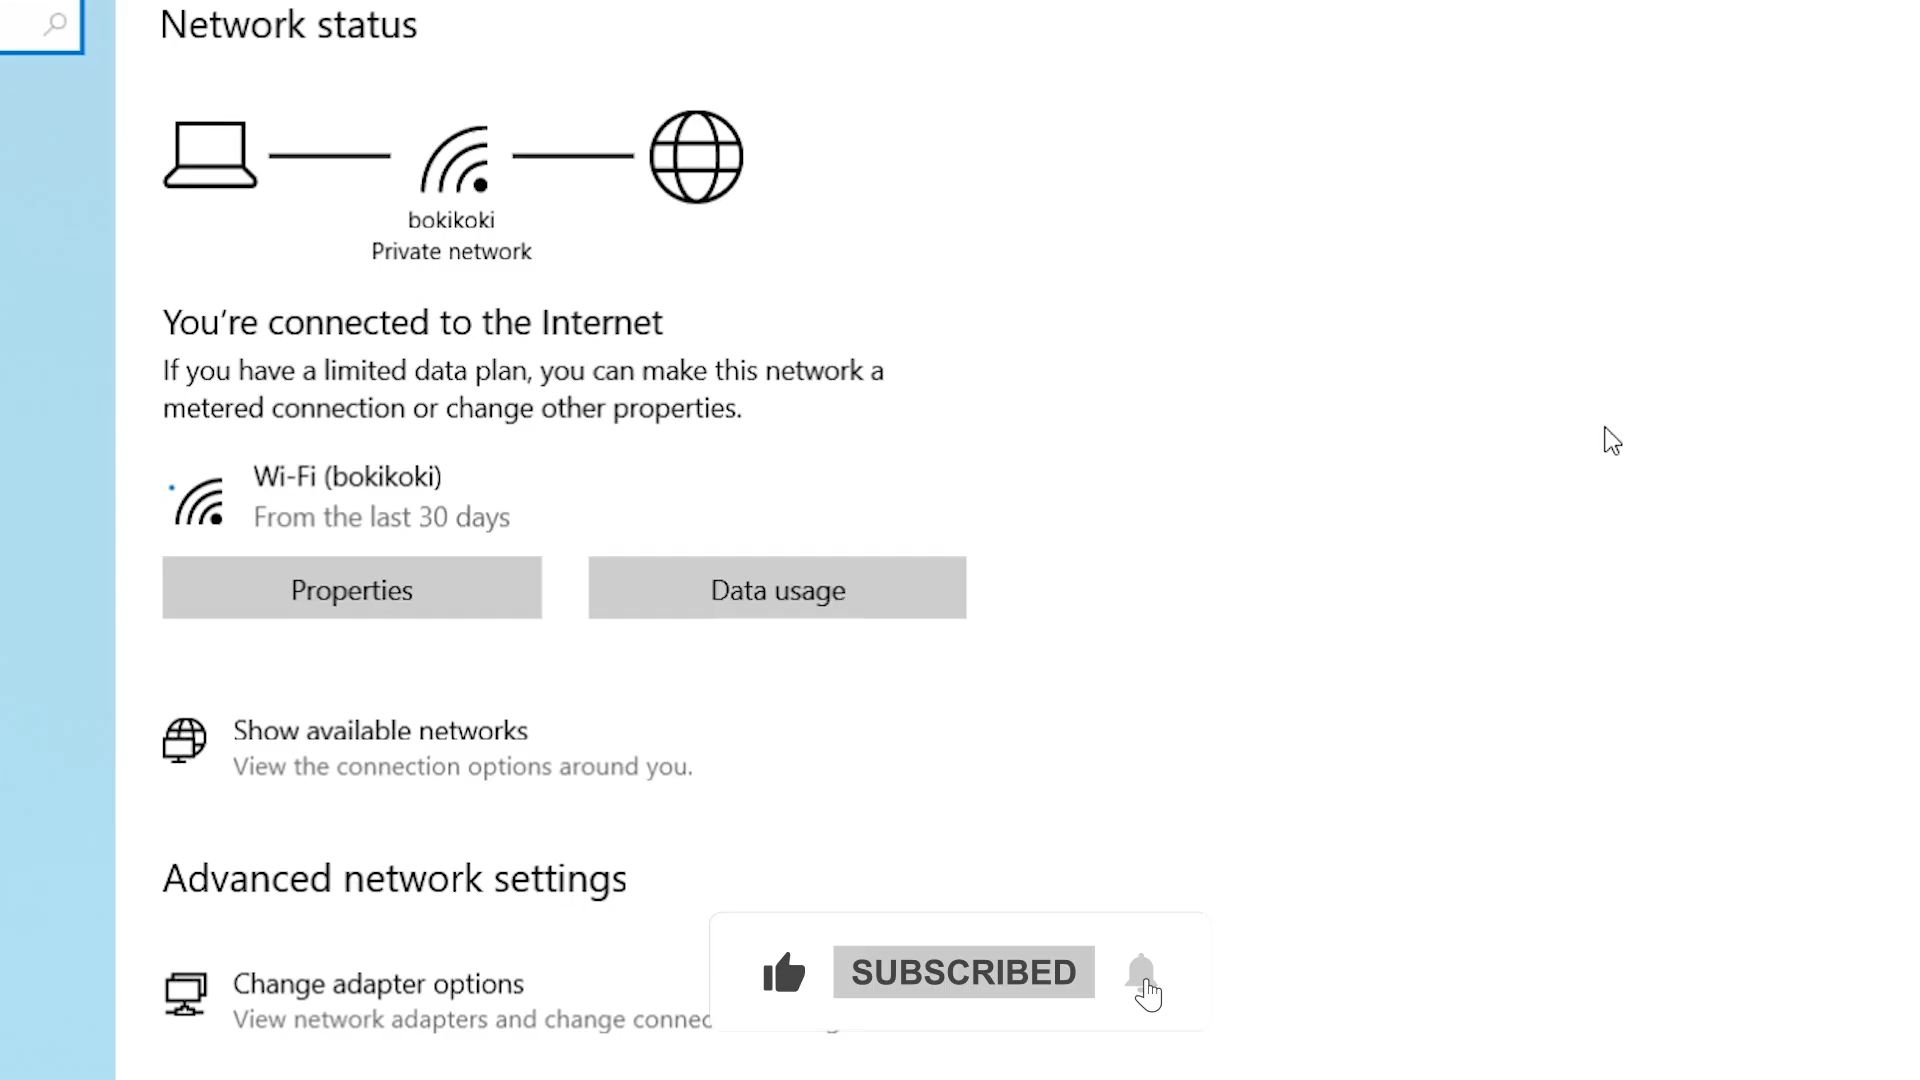 Network status
bokikoki
Private network
You're connected to the Internet
If you have a limited data plan, you can make this network a
metered connection or change other properties.
Wi-Fi (bokikoki)
From the last 30 days
Properties
Data usage
Show available networks
View the connection options around you.
Advanced network settings
Change adapter options
View network adapters and change
SUBSCRIBED